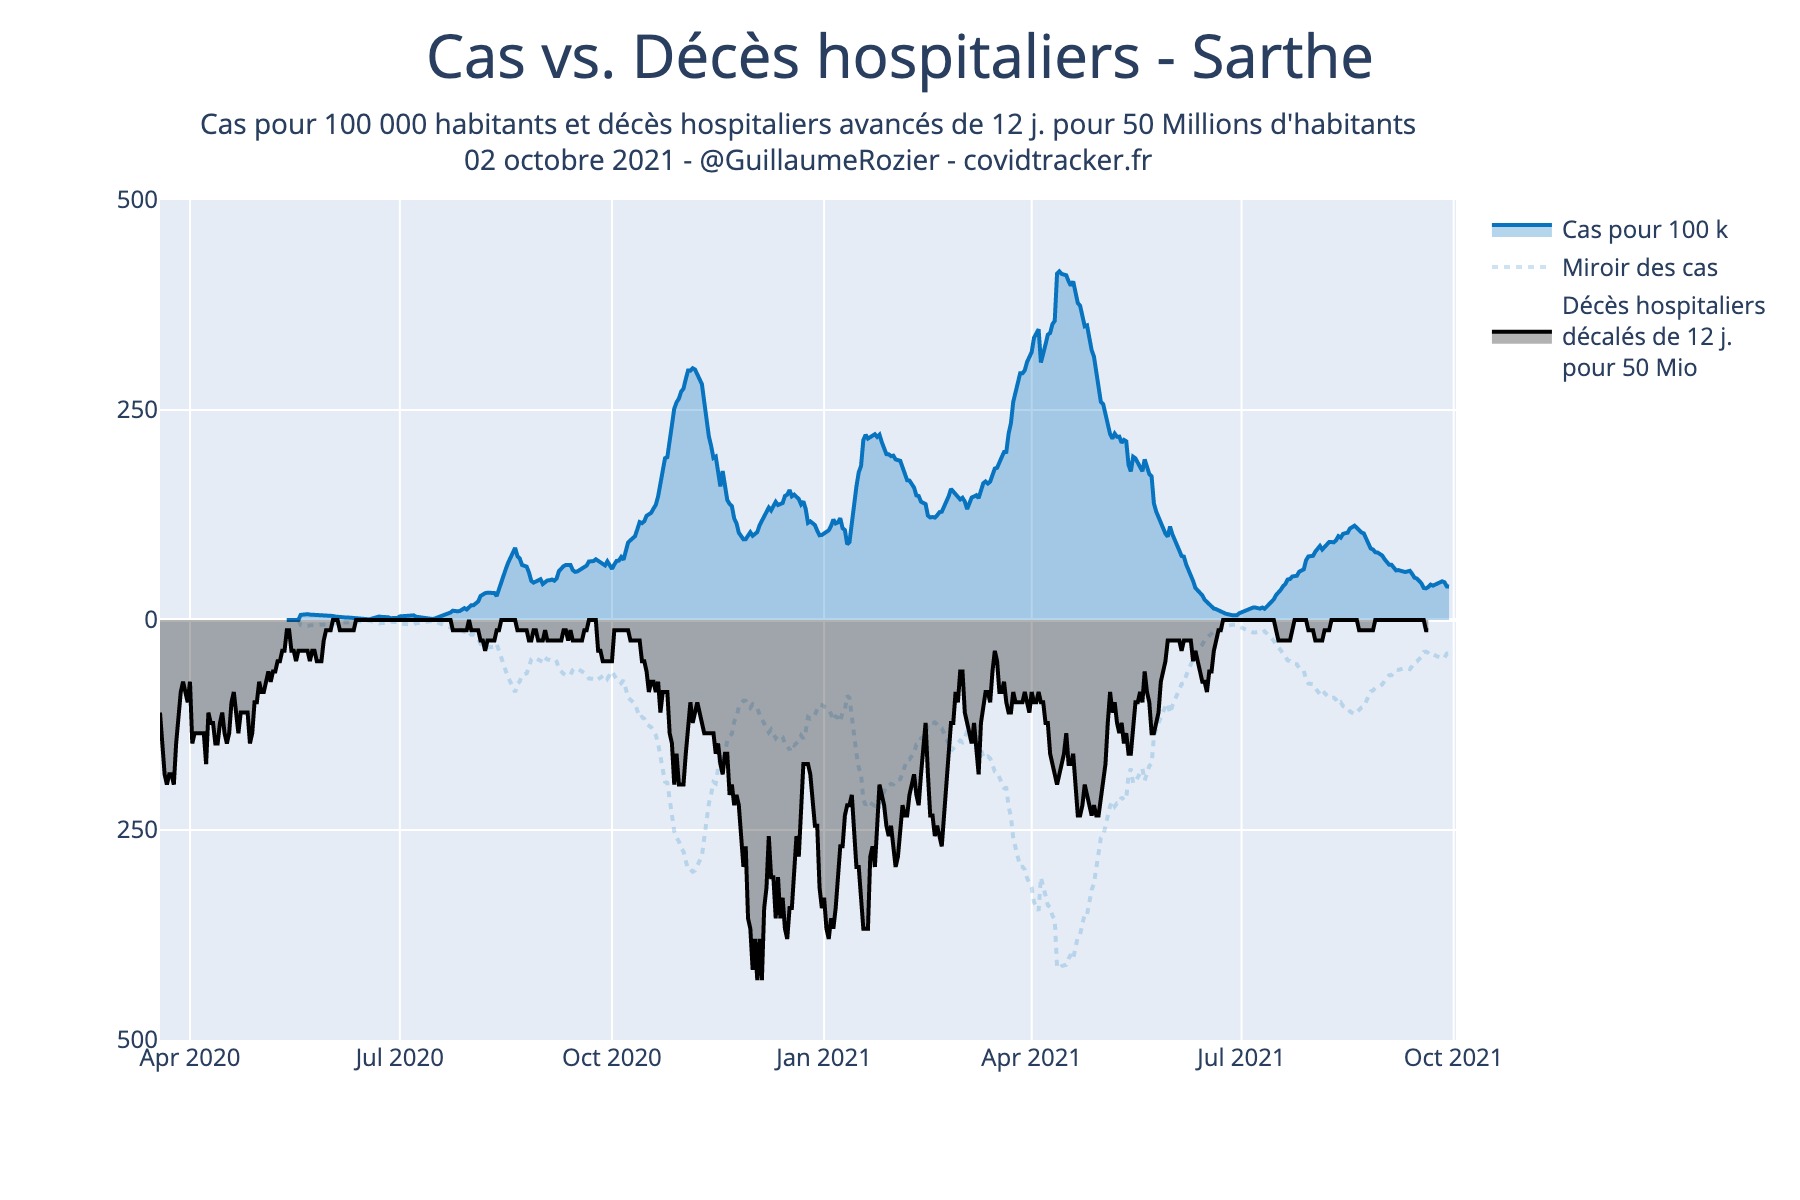 Cas vs. Décès hospitaliers - Sarthe
Cas pour 100 000 habitants et décès hospitaliers avancés de 12 j. pour 50 Millions d'habitants
02 octobre 2021 - @GuillaumeRozier - covidtracker.fr
500
250
0
250
500
Apr 2020
Jul 2020
Oct 2020
Jan 2021
Apr 2021
Jul 2021
Oct 2021
Cas pour 100 k
Miroir des cas
Décès hospitaliers
décalés de 12 j.
pour 50 Mio